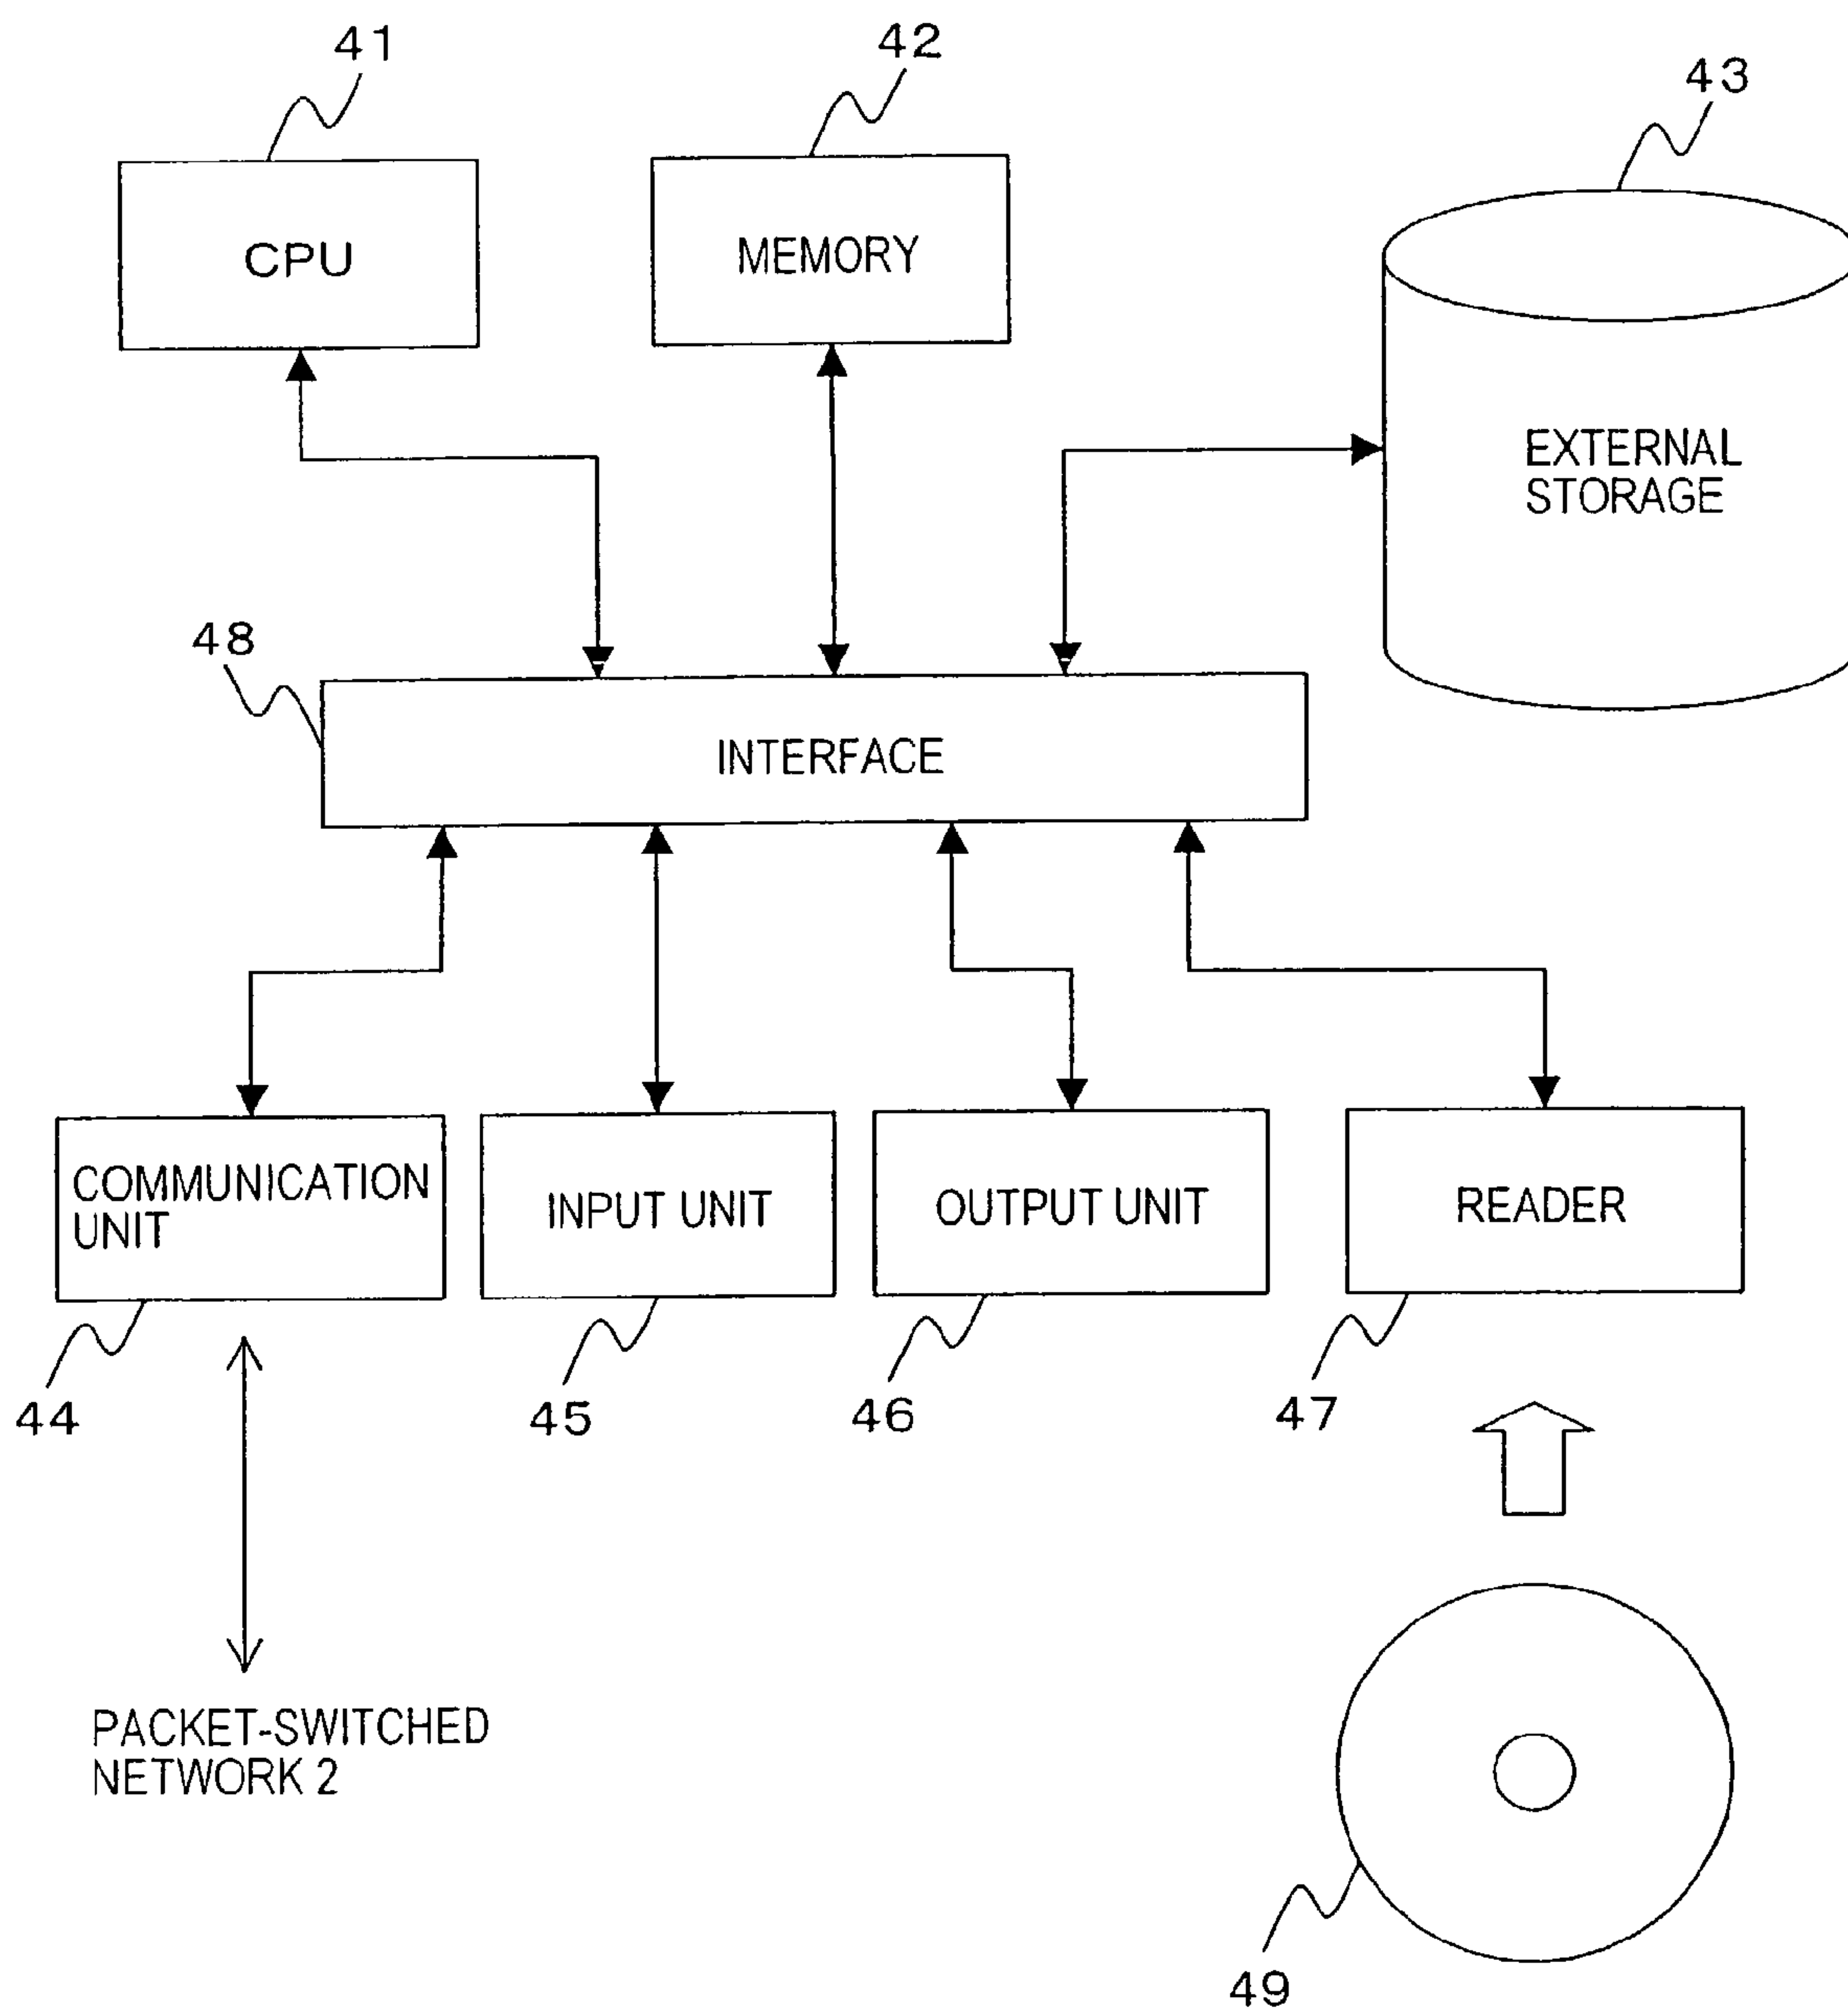 41
42
43
CPU
MEMORY
EXTERNAL
STORAGE
48
INTERFACE
COMMUNICATION
UNIT
INPUT UNIT
OUTPUT UNIT
READER
44
45
46
47
PACKET-SWITCHED
NETWORK 2
49